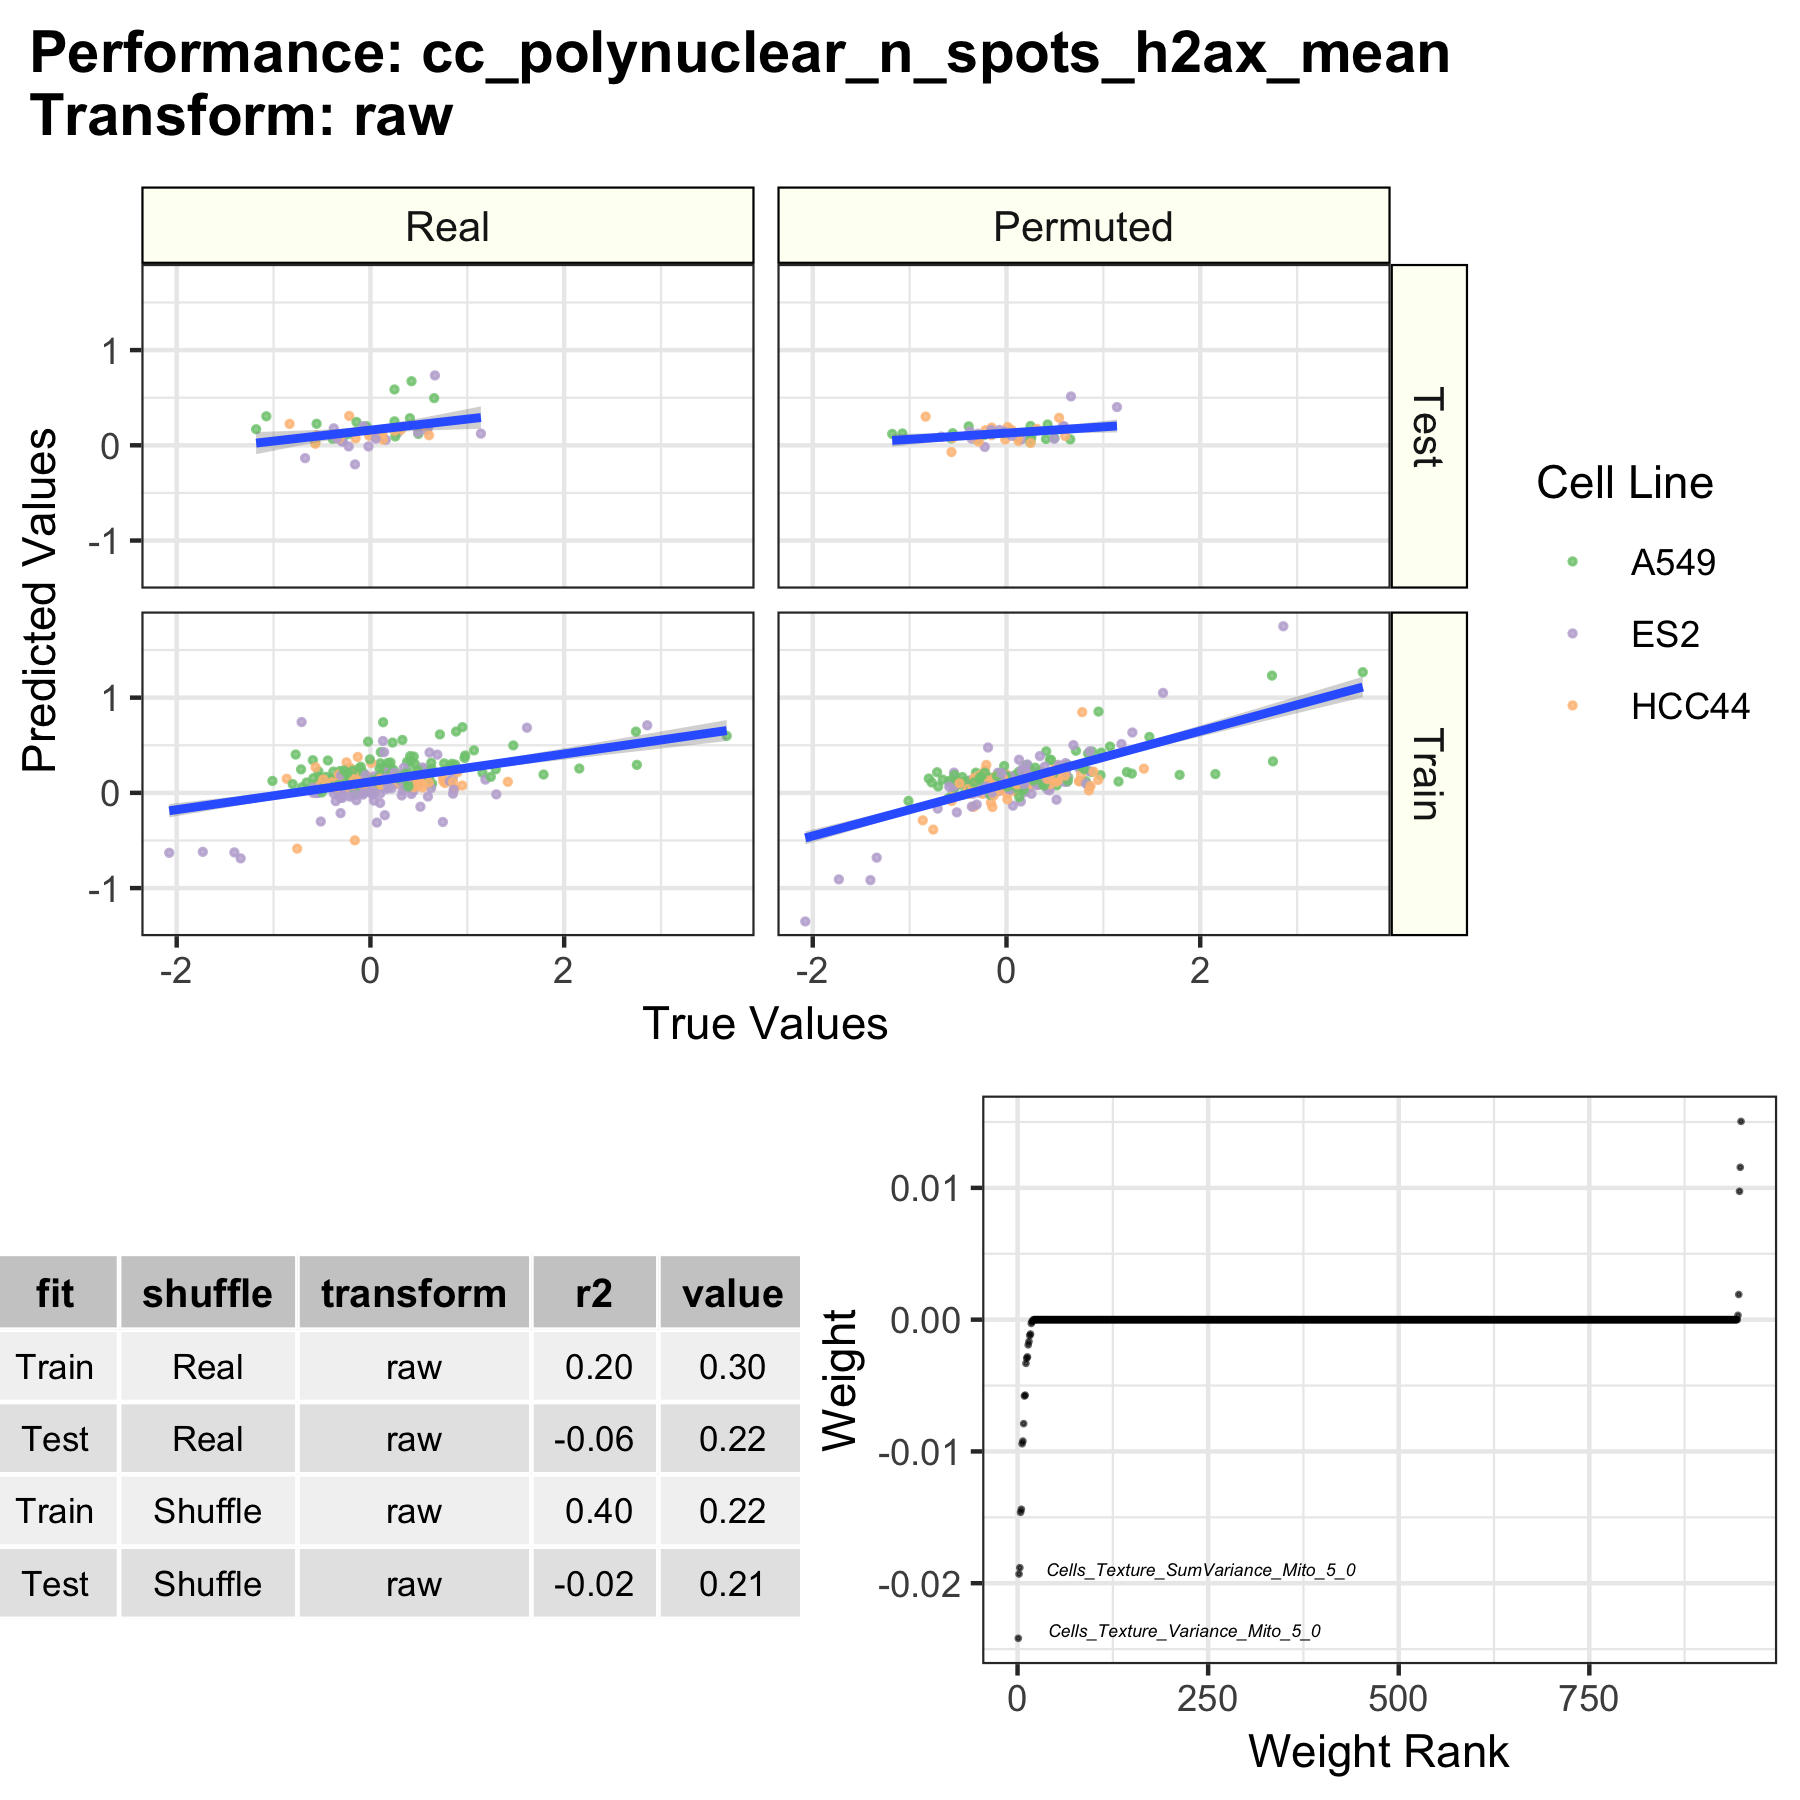 Performance: cc_polynuclear_n_spots_h2ax_mean
Transform: raw
Real
Permuted
Predicted Values
1
0
-1
Test
1
0
-1
Train
-2
0
2
-2
0
2
True Values
Cell Line
A549
ES2
HCC44
fit shuffle transform r2 value
Train Real raw 0.20 0.30
Test Real raw -0.06 0.22
Train Shuffle raw 0.40 0.22
Test Shuffle raw -0.02 0.21
Weight
0.01
0.00
-0.01
-0.02
Cells_Texture_SumVariance_Mito_5_0
Cells_Texture_Variance_Mito_5_0
0
250
500
750
Weight Rank